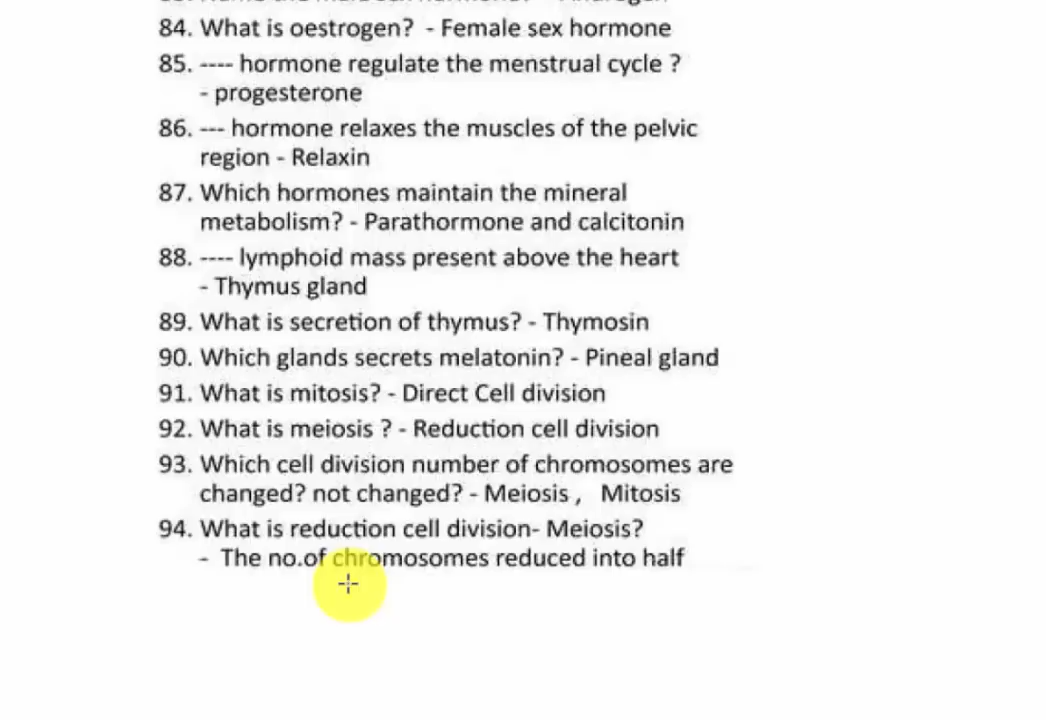 84. What is oestrogen?  - Female sex hormone
85. ---- hormone regulate the menstrual cycle ?
- progesterone
86. --- hormone relaxes the muscles of the pelvic
region - Relaxin
87. Which hormones maintain the mineral
metabolism? - Parathormone and calcitonin
88. ---- lymphoid mass present above the heart
- Thymus gland
89. What is secretion of thymus? - Thymosin
90. Which glands secrets melatonin? - Pineal gland
91. What is mitosis? - Direct Cell division
92. What is meiosis ? - Reduction cell division
93. Which cell division number of chromosomes are
changed? not changed? - Meiosis ,  Mitosis
94. What is reduction cell division- Meiosis?
-  The no.of chromosomes reduced into half